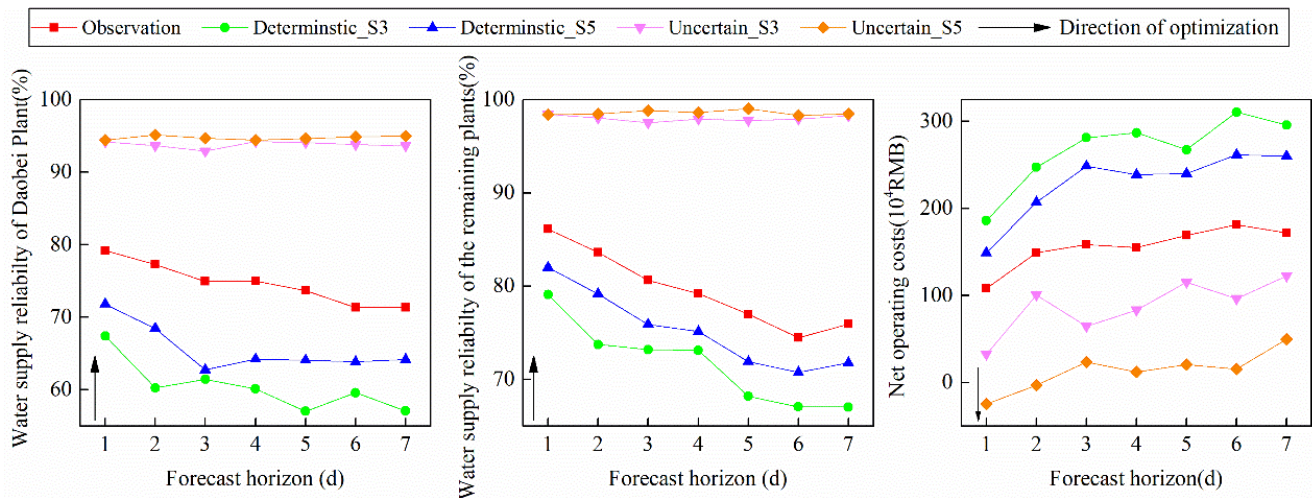 Observation Determinstic_S3 Determinstic_S5 Uncertain_S3 Uncertain_S5 Direction of optimization
Water supply reliabilty of Daobei Plant(%)
100
90
80
70
60
1 2 3 4 5 6 7
Forecast horizon (d)
Water supply reliabilty of the remaining plants(%)
100
90
80
70
1 2 3 4 5 6 7
Forecast horizon (d)
Net operating costs(10⁴RMB)
300
200
100
0
1 2 3 4 5 6 7
Forecast horizon(d)